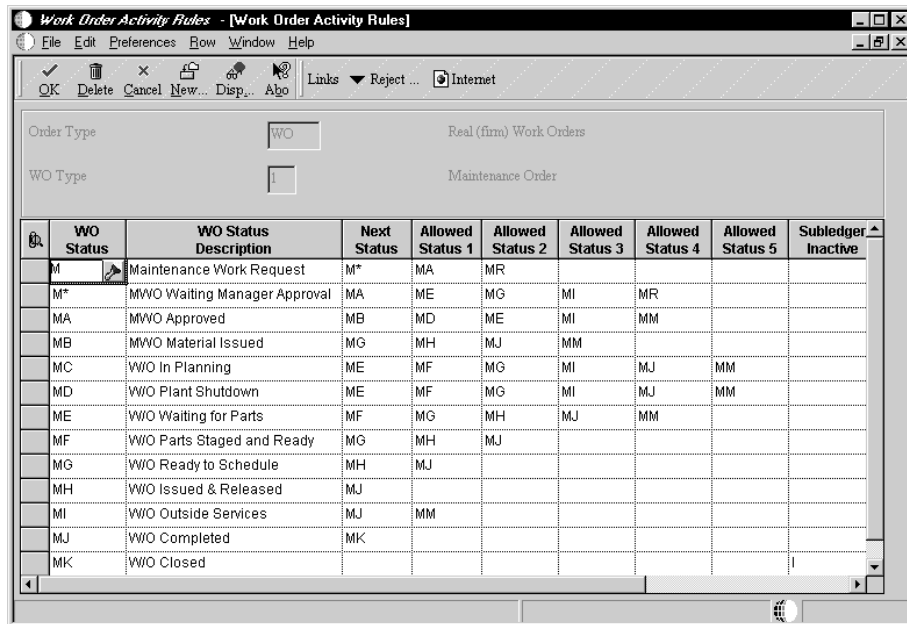 Work Order Activity Rules - [Work Order Activity Rules]
File Edit Preferences Row Window Help
OK Delete Cancel New... Disp... Abo Links Reject ... Internet
Order Type WO Real (firm) Work Orders
WO Type 1 Maintenance Order
WO Status WO Status Description Next Status Allowed Status 1 Allowed Status 2 Allowed Status 3 Allowed Status 4 Allowed Status 5 Subledger Inactive
M Maintenance Work Request M* MA MR
M* MWO Waiting Manager Approval MA ME MG MI MR
MA MWO Approved MB MD ME MI MM
MB MWO Material Issued MG MH MJ MM
MC W/O In Planning ME MF MG MI MJ MM
MD W/O Plant Shutdown ME MF MG MI MJ MM
ME W/O Waiting for Parts MF MG MH MJ MM
MF W/O Parts Staged and Ready MG MH MJ
MG W/O Ready to Schedule MH MJ
MH W/O Issued & Released MJ
MI W/O Outside Services MJ MM
MJ W/O Completed MK
MK W/O Closed I